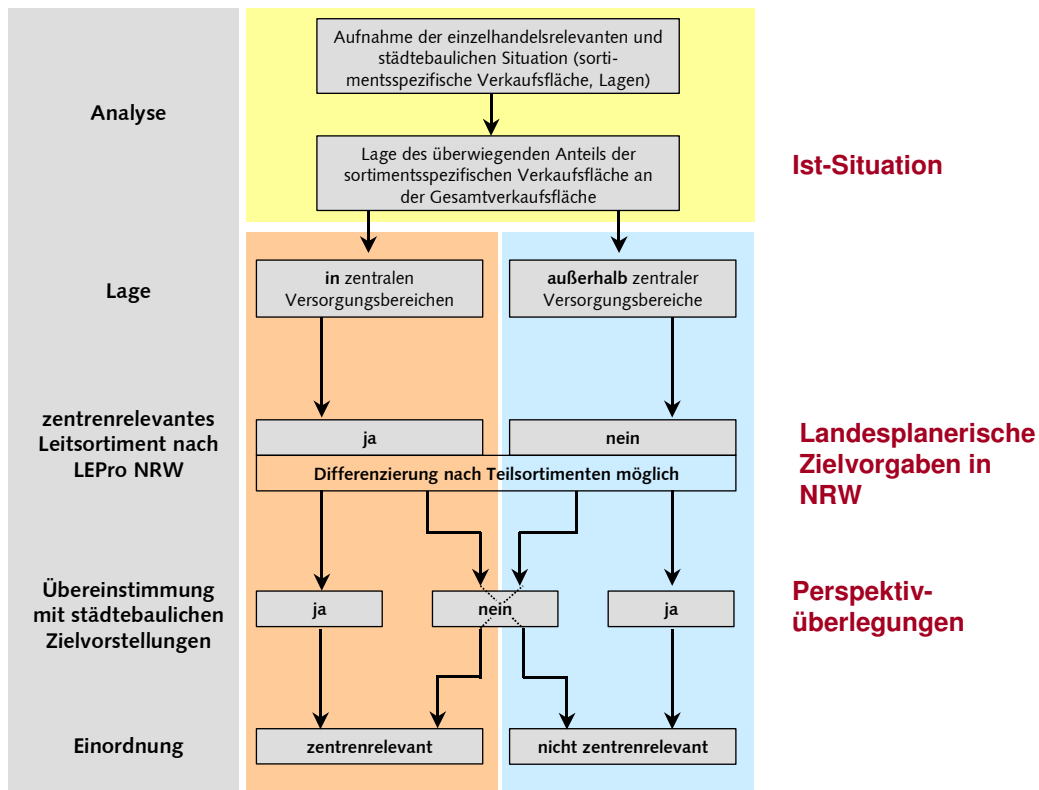 Aufnahme der einzelhandelsrelevanten und
städtebaulichen Situation (sorti-
mentsspezifische Verkaufsfläche, Lagen)
Analyse
Lage des überwiegenden Anteils der
sortimentsspezifischen Verkaufsfläche an
der Gesamtverkaufsfläche
Ist-Situation
Lage
in zentralen
Versorgungsbereichen
außerhalb zentraler
Versorgungsbereiche
zentrenrelevantes
Leitsortiment nach
LEPro NRW
ja
nein
Differenzierung nach Teilsortimenten möglich
Landesplanerische
Zielvorgaben in
NRW
Übereinstimmung
mit städtebaulichen
Zielvorstellungen
ja
nein
ja
Perspektiv-
überlegungen
Einordnung
zentrenrelevant
nicht zentrenrelevant